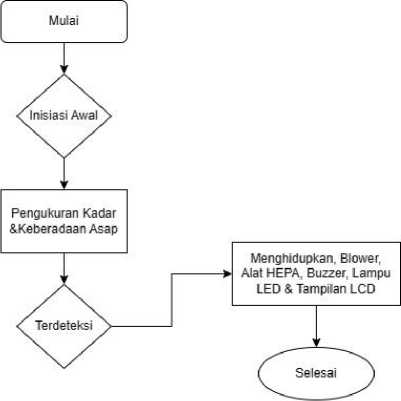 Mulai
Inisiasi Awal
Pengukuran Kadar
&Keberadaan Asap
Terdeteksi
Menghidupkan, Blower,
Alat HEPA, Buzzer, Lampu
LED & Tampilan LCD
Selesai